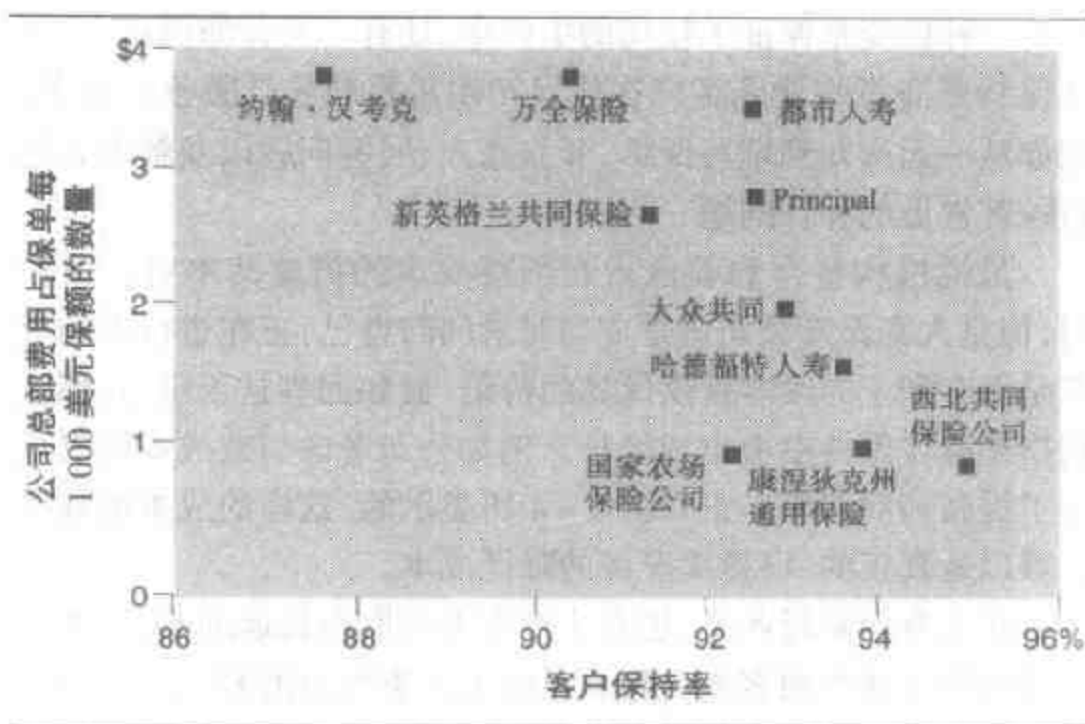 $4
约翰·汉考克
万全保险
都市人寿
3
新英格兰共同保险
Principal
2
大众共同
哈德福特人寿
西北共同
保险公司
1
国家农场
保险公司
康涅狄克州
通用保险
0
86
88
90
92
94
96%
客户保持率
公司总部费用占保单每
1 000 美元保额的数量